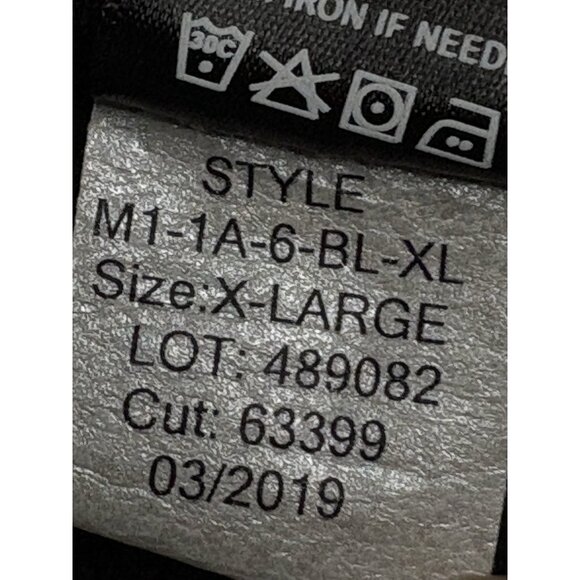 IRON IF NEED
30C
STYLE
M1-1A-6-BL-XL
Size:X-LARGE
LOT: 489082
Cut: 63399
03/2019